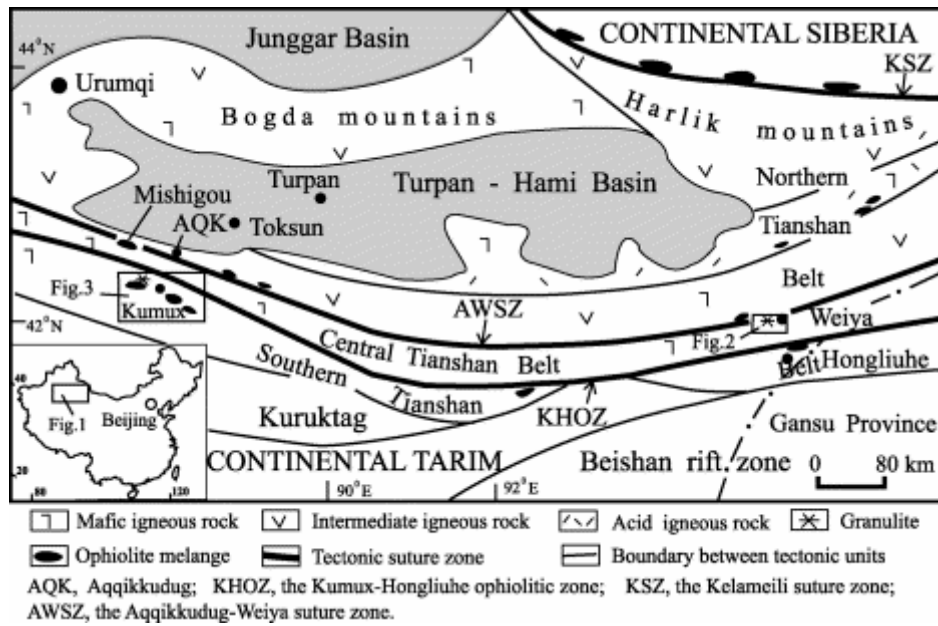 Junggar Basin
CONTINENTAL SIBERIA
44°N
KSZ
Urumqi
Bogda mountains
Harlik mountains
Turpan
Turpan - Hami Basin
Northern
Mishigou
AQK
Toksun
Tianshan
Fig.3
Kumux
AWSZ
Belt
42°N
Fig.2
Weiya
Central Tianshan Belt
Southern
Belt
Hongliuhe
Tianshan
KHOZ
40
Beijing
Fig.1
Kuruktag
Gansu Province
CONTINENTAL TARIM
Beishan rift zone
0 80 km
20
80
120
90°E
92°E
Mafic igneous rock
Intermediate igneous rock
Acid igneous rock
Granulite
Ophiolite melange
Tectonic suture zone
Boundary between tectonic units
AQK, Aqqikkudug; KHOZ, the Kumux-Hongliuhe ophiolitic zone; KSZ, the Kelameili suture zone;
AWSZ, the Aqqikkudug-Weiya suture zone.